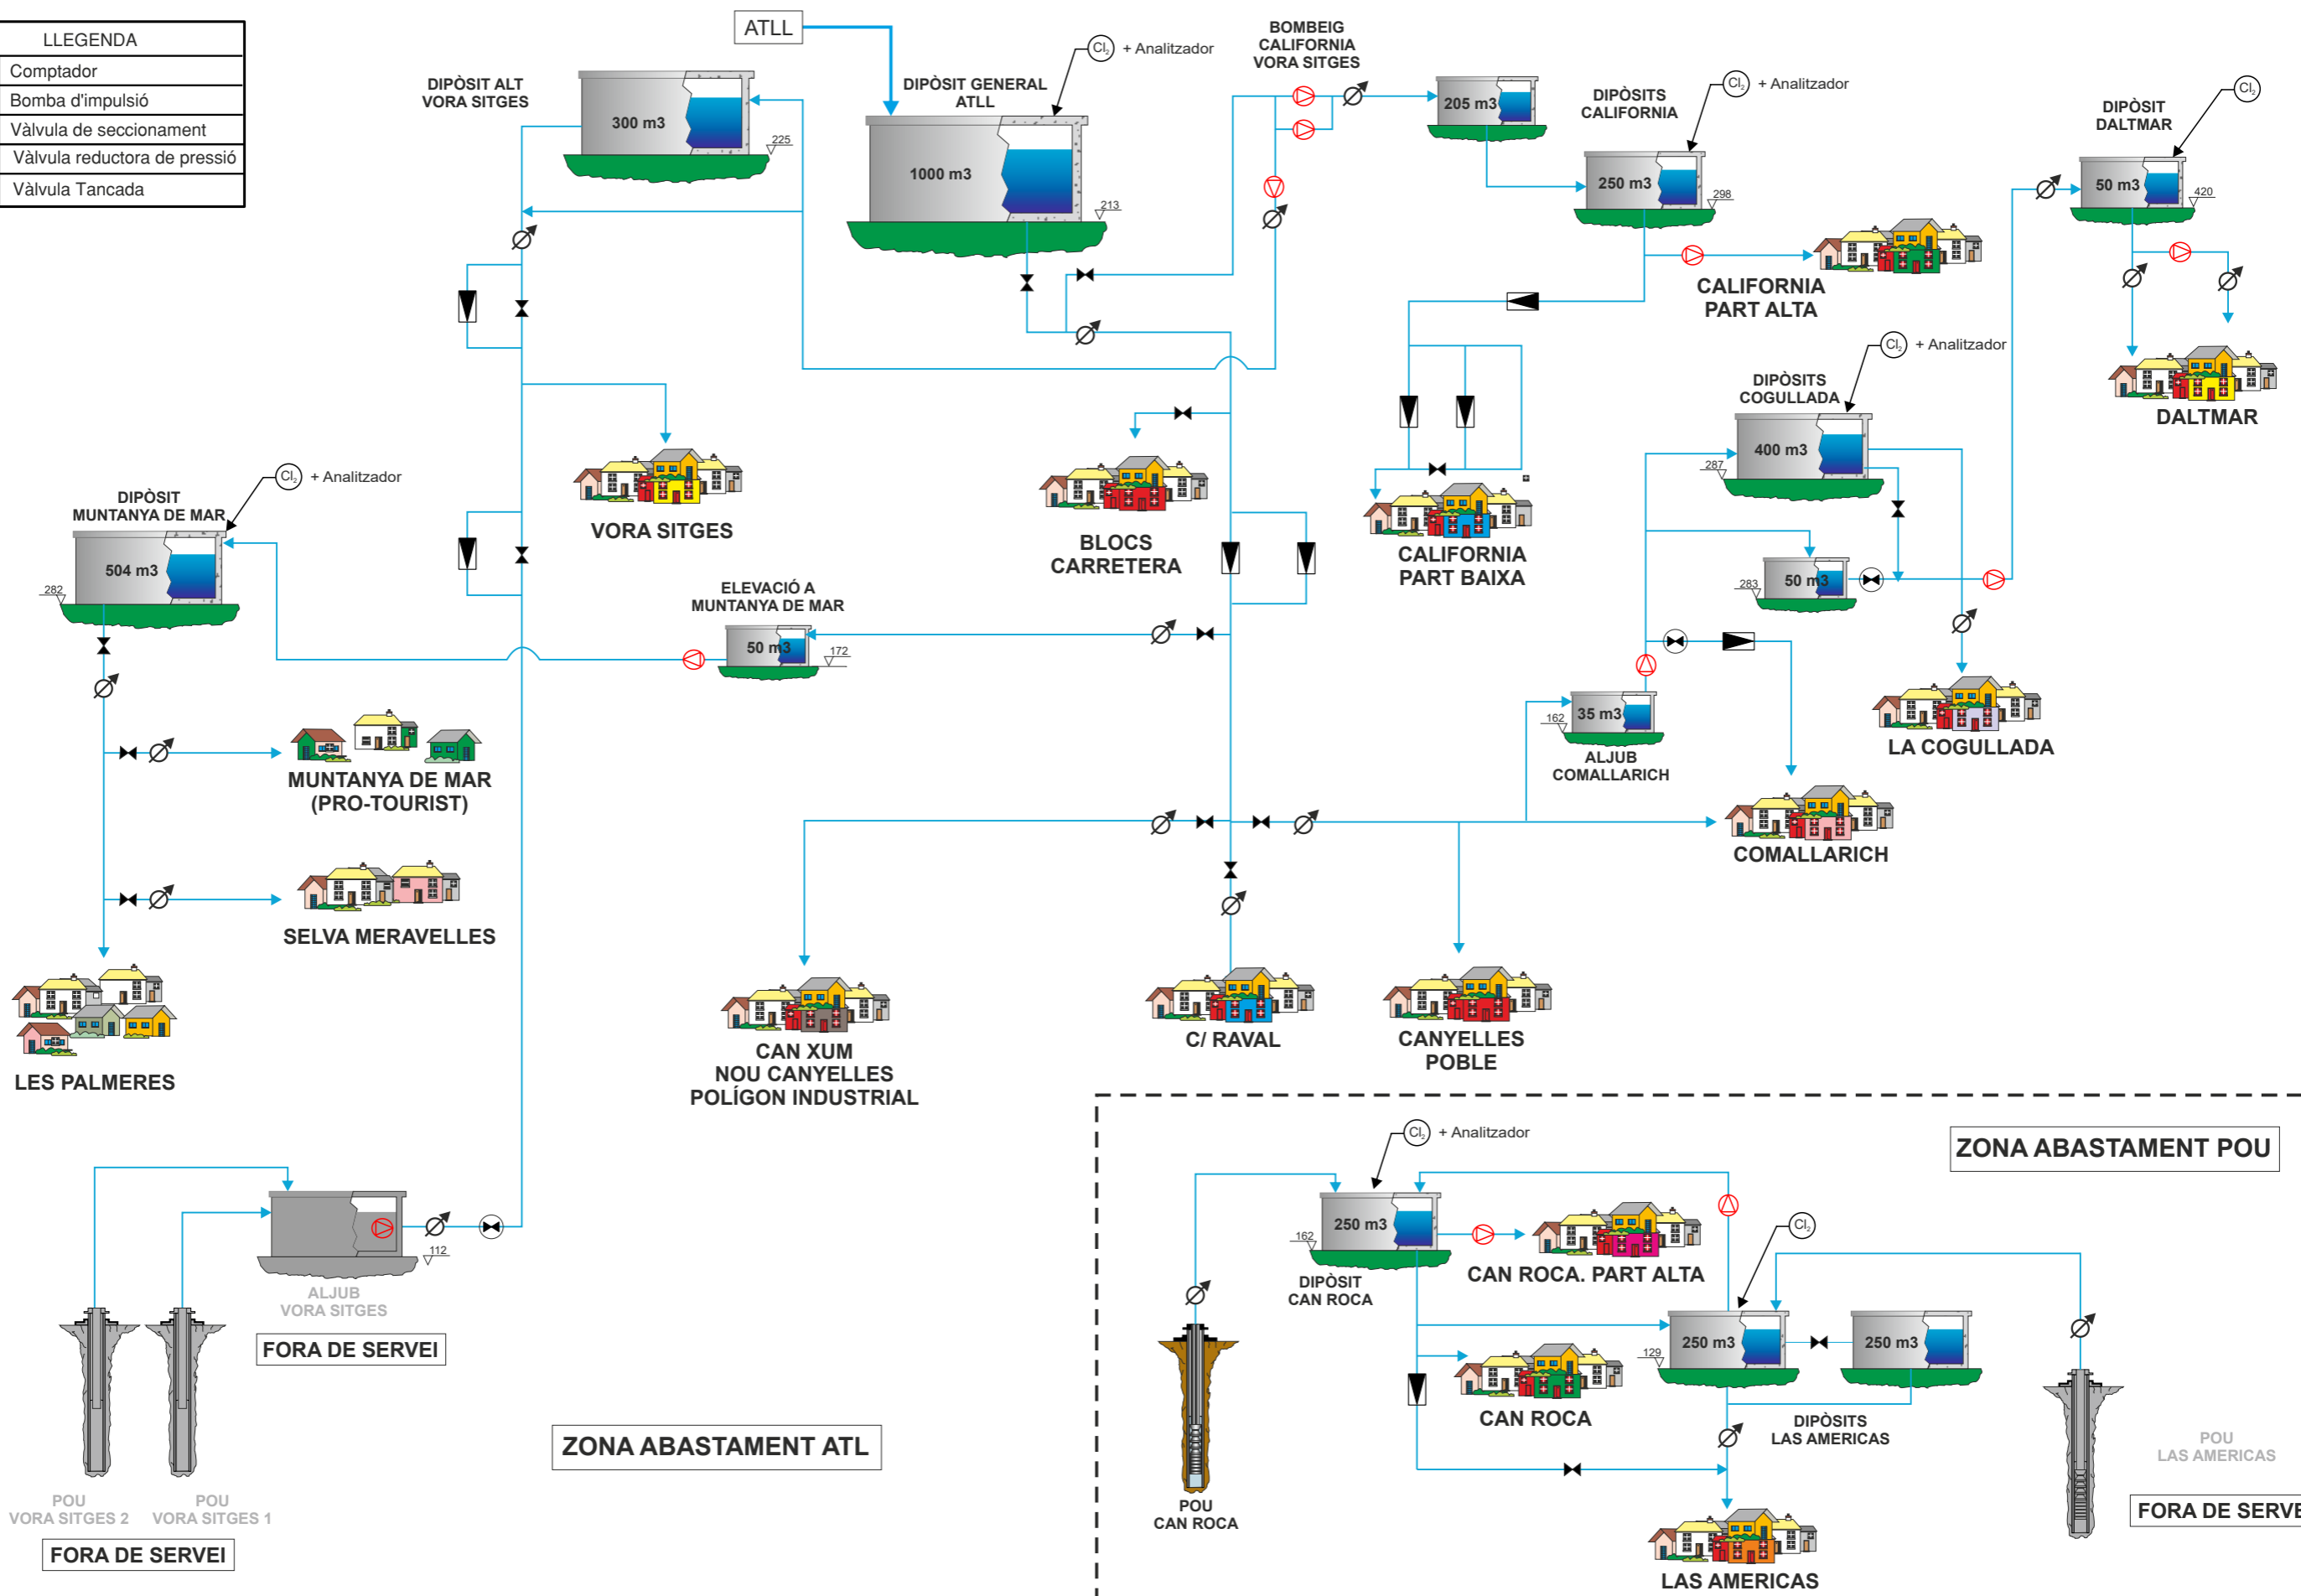 LLEGENDA
Comptador
Bomba d'impulsió
Vàlvula de seccionament
Vàlvula reductora de pressió
Vàlvula Tancada
ATLL
DIPÒSIT ALT
VORA SITGES
300 m3
225
DIPÒSIT GENERAL
ATLL
Cl₂ + Analitzador
1000 m3
213
BOMBEIG
CALIFORNIA
VORA SITGES
205 m3
DIPÒSITS
CALIFORNIA
Cl₂ + Analitzador
250 m3
298
CALIFORNIA
PART ALTA
DIPÒSIT
DALTMAR
Cl₂
50 m3
420
DALTMAR
DIPÒSITS
COGULLADA
Cl₂ + Analitzador
400 m3
287
50 m3
283
LA COGULLADA
CALIFORNIA
PART BAIXA
BLOCS
CARRETERA
VORA SITGES
DIPÒSIT
MUNTANYA DE MAR
Cl₂ + Analitzador
504 m3
282
ELEVACIÓ A
MUNTANYA DE MAR
50 m3
172
35 m3
162
ALJUB
COMALLARICH
COMALLARICH
MUNTANYA DE MAR
(PRO-TOURIST)
SELVA MERAVELLES
LES PALMERES
CAN XUM
NOU CANYELLES
POLÍGON INDUSTRIAL
C/ RAVAL
CANYELLES
POBLE
112
ALJUB
VORA SITGES
FORA DE SERVEI
POU
VORA SITGES 2
POU
VORA SITGES 1
FORA DE SERVEI
ZONA ABASTAMENT ATL
ZONA ABASTAMENT POU
Cl₂ + Analitzador
250 m3
162
DIPÒSIT
CAN ROCA
CAN ROCA. PART ALTA
POU
CAN ROCA
CAN ROCA
Cl₂
250 m3
129
250 m3
DIPÒSITS
LAS AMERICAS
LAS AMERICAS
POU
LAS AMERICAS
FORA DE SERVE